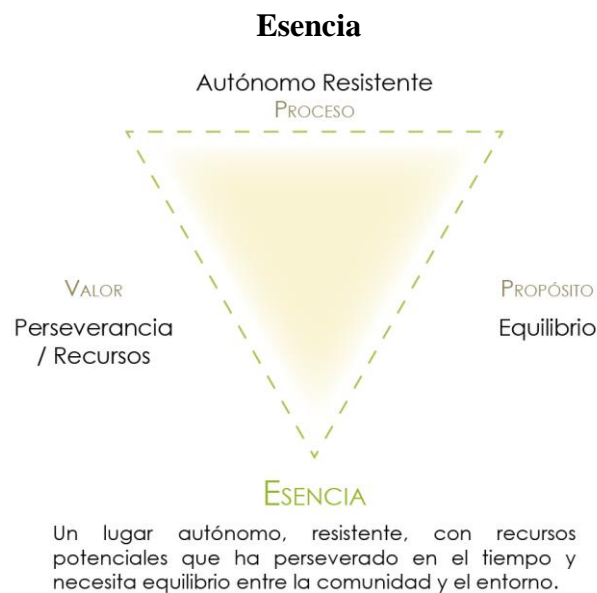 Esencia
Autónomo Resistente
PROCESO
VALOR
Perseverancia
/ Recursos
PROPÓSITO
Equilibrio
ESENCIA
Un lugar autónomo, resistente, con recursos
potenciales que ha perseverado en el tiempo y
necesita equilibrio entre la comunidad y el entorno.